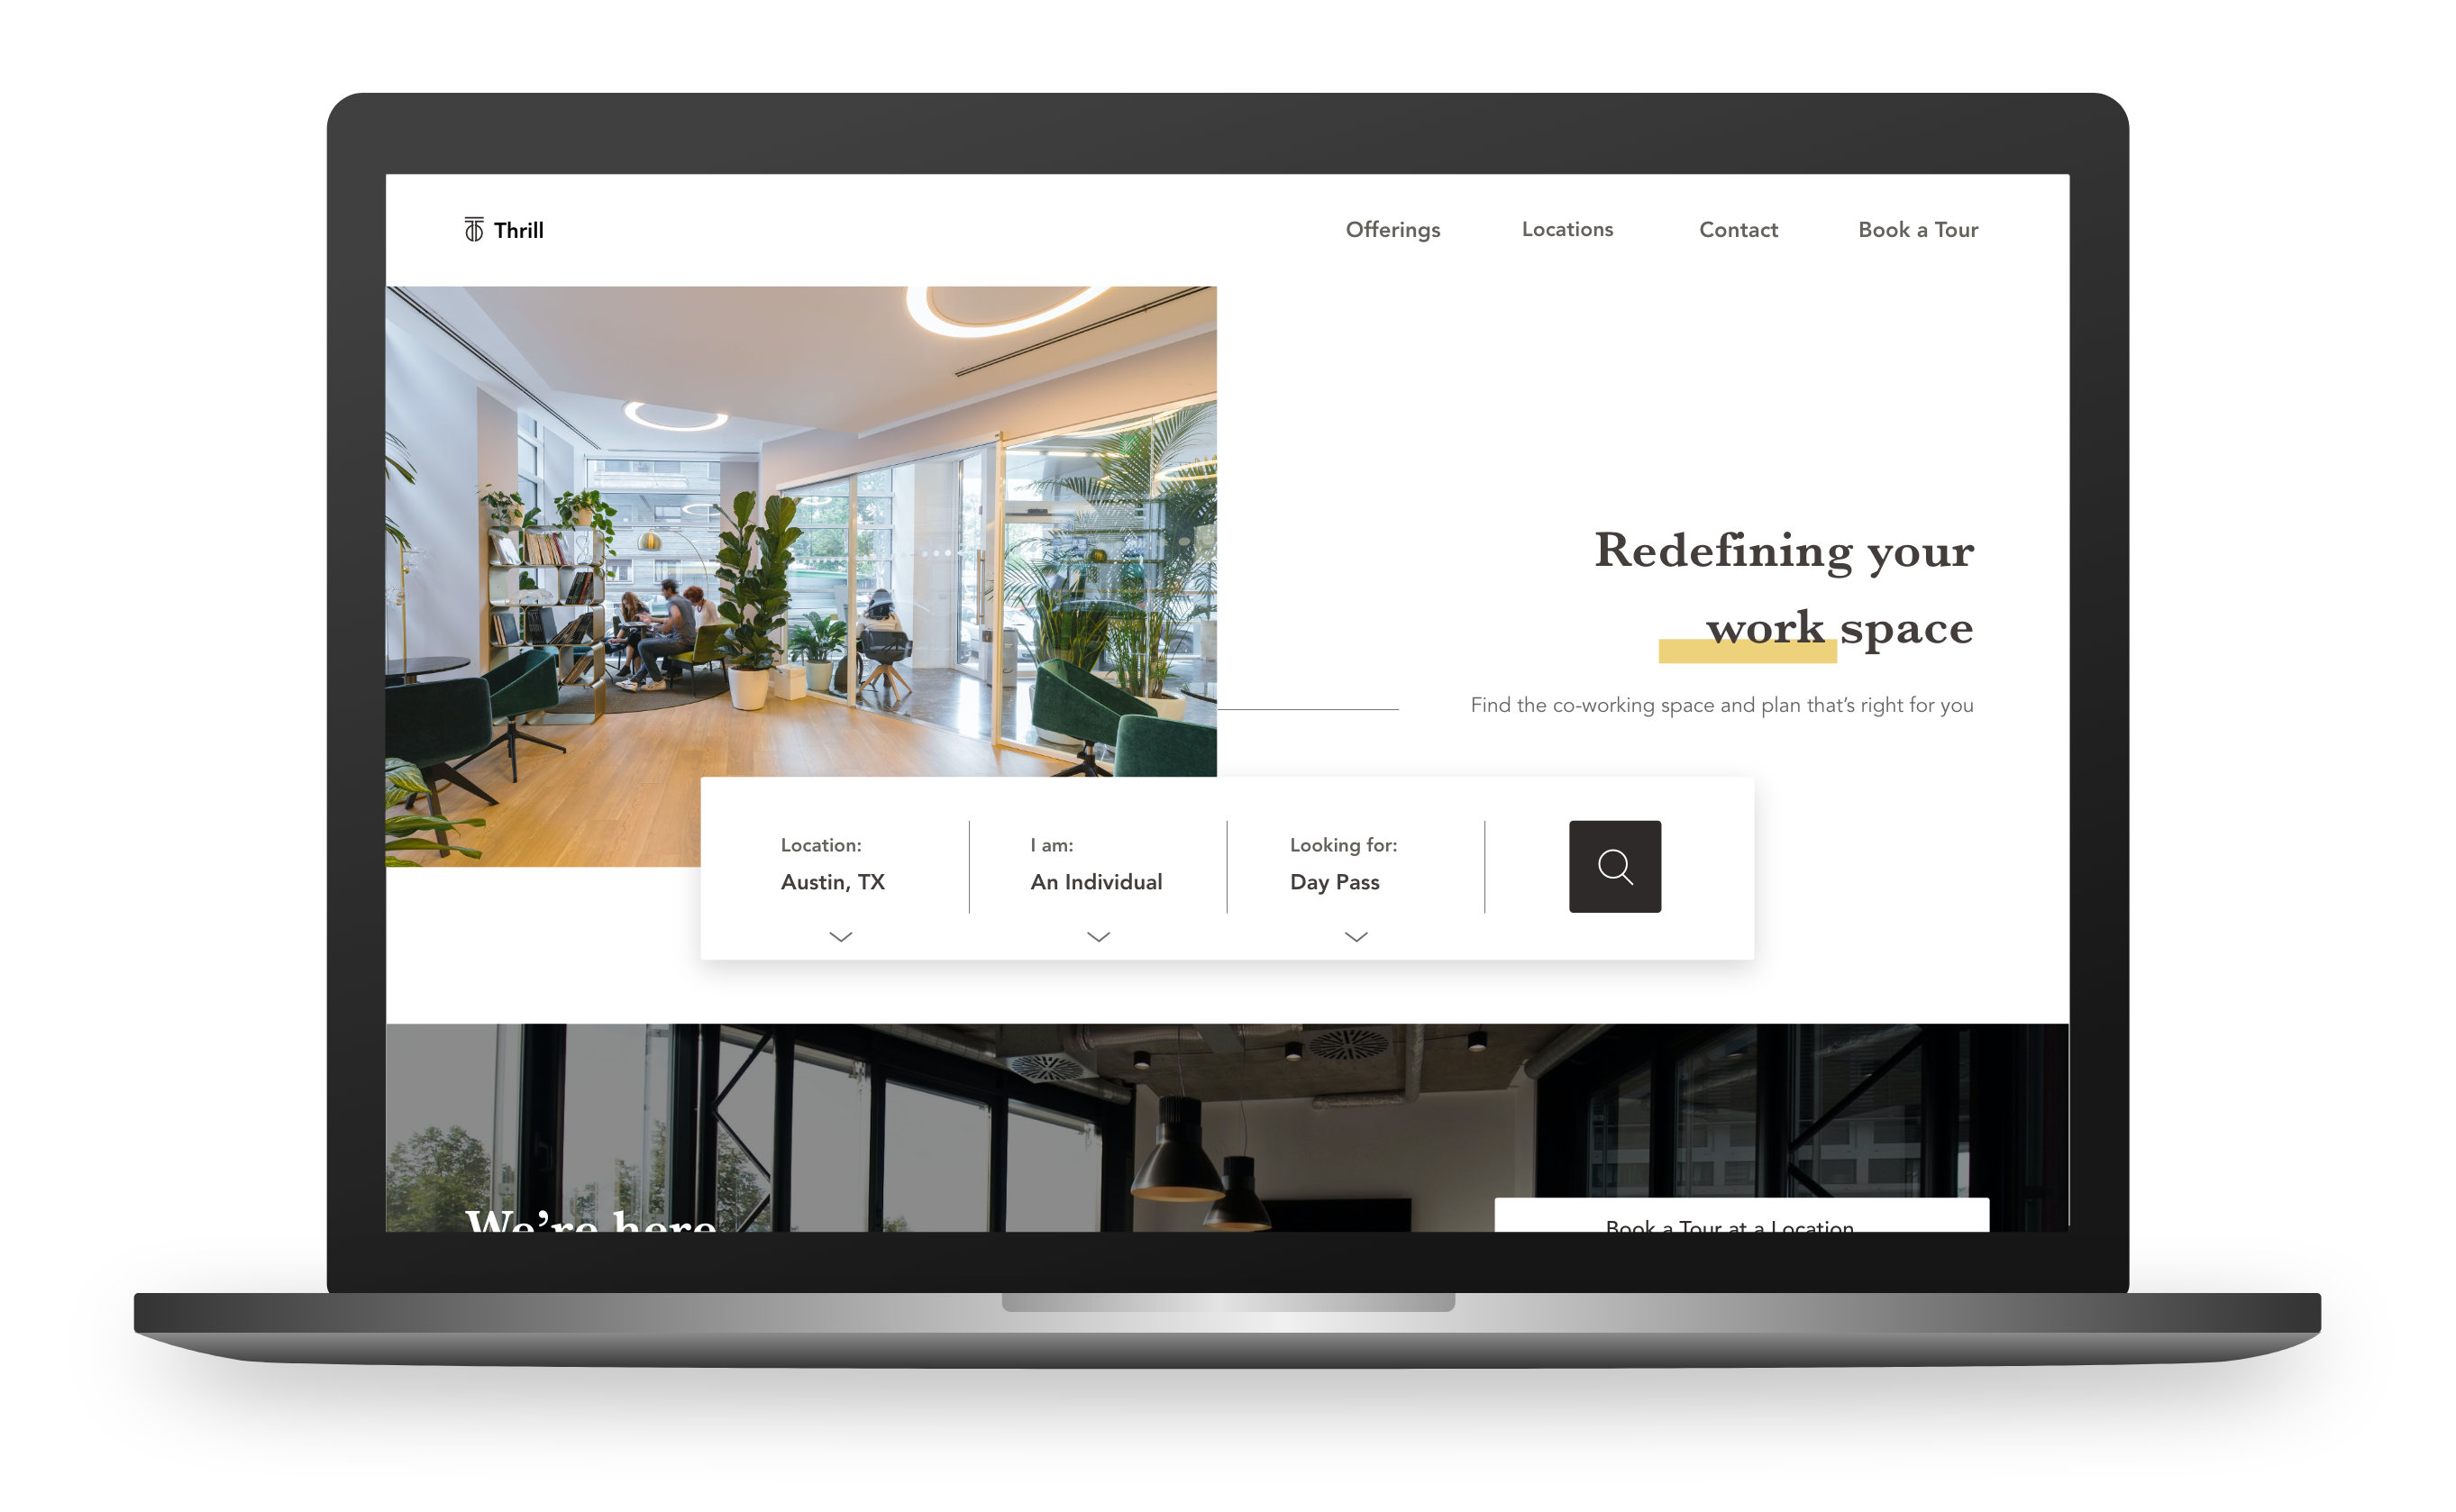 Thrill
Offerings
Locations
Contact
Book a Tour
Redefining your
work space
Find the co-working space and plan that’s right for you
Location:
Austin, TX
I am:
An Individual
Looking for:
Day Pass
We’re here
Book a Tour at a Location